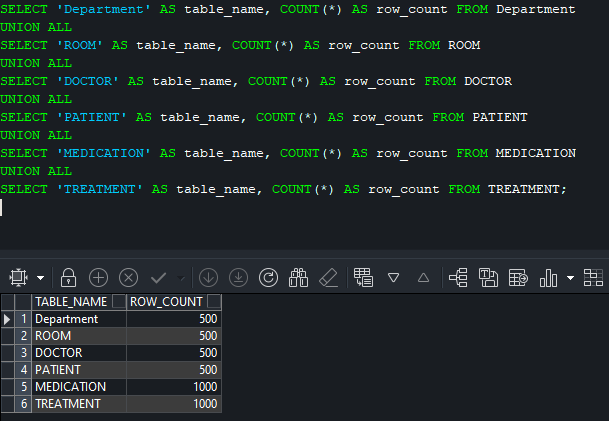 SELECT 'Department' AS table_name, COUNT(*) AS row_count FROM Department
UNION ALL
SELECT 'ROOM' AS table_name, COUNT(*) AS row_count FROM ROOM
UNION ALL
SELECT 'DOCTOR' AS table_name, COUNT(*) AS row_count FROM DOCTOR
UNION ALL
SELECT 'PATIENT' AS table_name, COUNT(*) AS row_count FROM PATIENT
UNION ALL
SELECT 'MEDICATION' AS table_name, COUNT(*) AS row_count FROM MEDICATION
UNION ALL
SELECT 'TREATMENT' AS table_name, COUNT(*) AS row_count FROM TREATMENT;
TABLE_NAME ROW_COUNT
1 Department 500
2 ROOM 500
3 DOCTOR 500
4 PATIENT 500
5 MEDICATION 1000
6 TREATMENT 1000